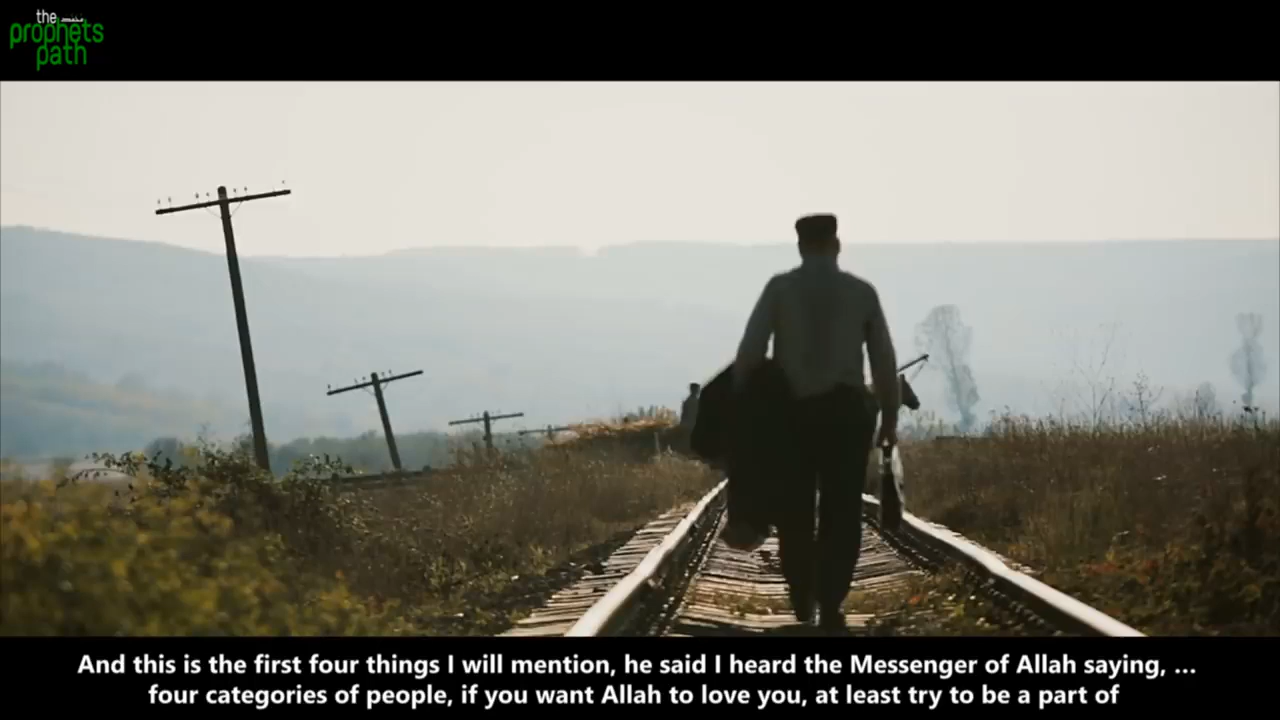 the
prophets
path
And this is the first four things I will mention, he said I heard the Messenger of Allah saying, ...
four categories of people, if you want Allah to love you, at least try to be a part of